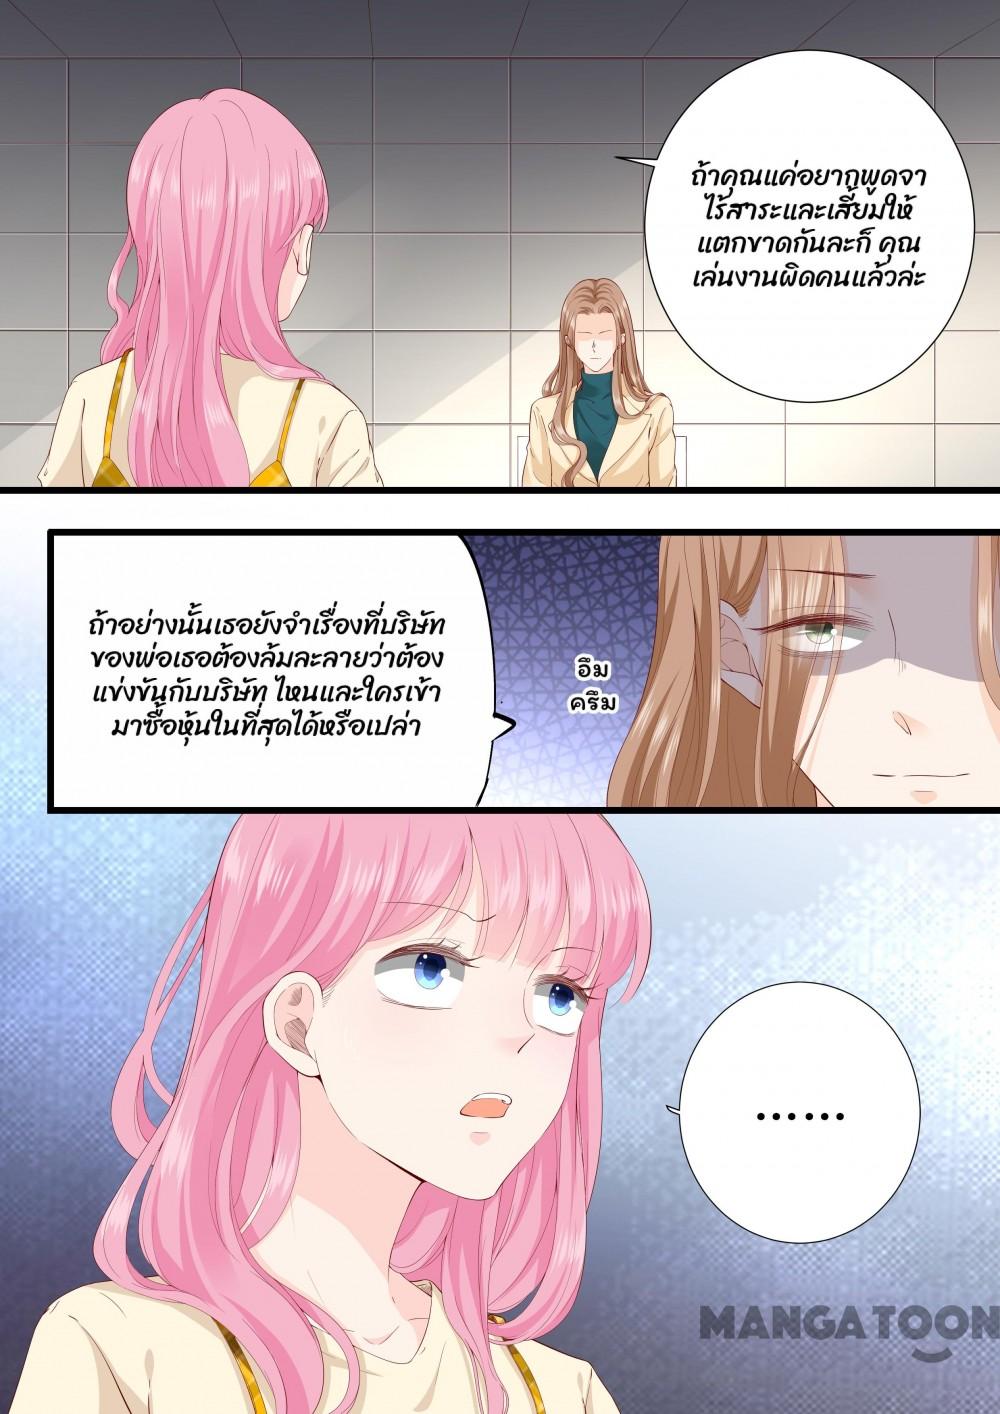 ถ้าคุณแค่อยากพูดจา
ไร้สาระและเสี้ยมให้
แตกขาดกันละก็ คุณ
เล่นงานผิดคนแล้วล่ะ
ถ้าอย่างนั้นเธอยังจำเรื่องที่บริษัท
ของพ่อเธอต้องล้มละลายว่าต้อง
แข่งขันกับบริษัท ไหนและใครเข้า
มาซื้อหุ้นในที่สุดได้หรือเปล่า
อึม
ครึม
......
MANGATOON